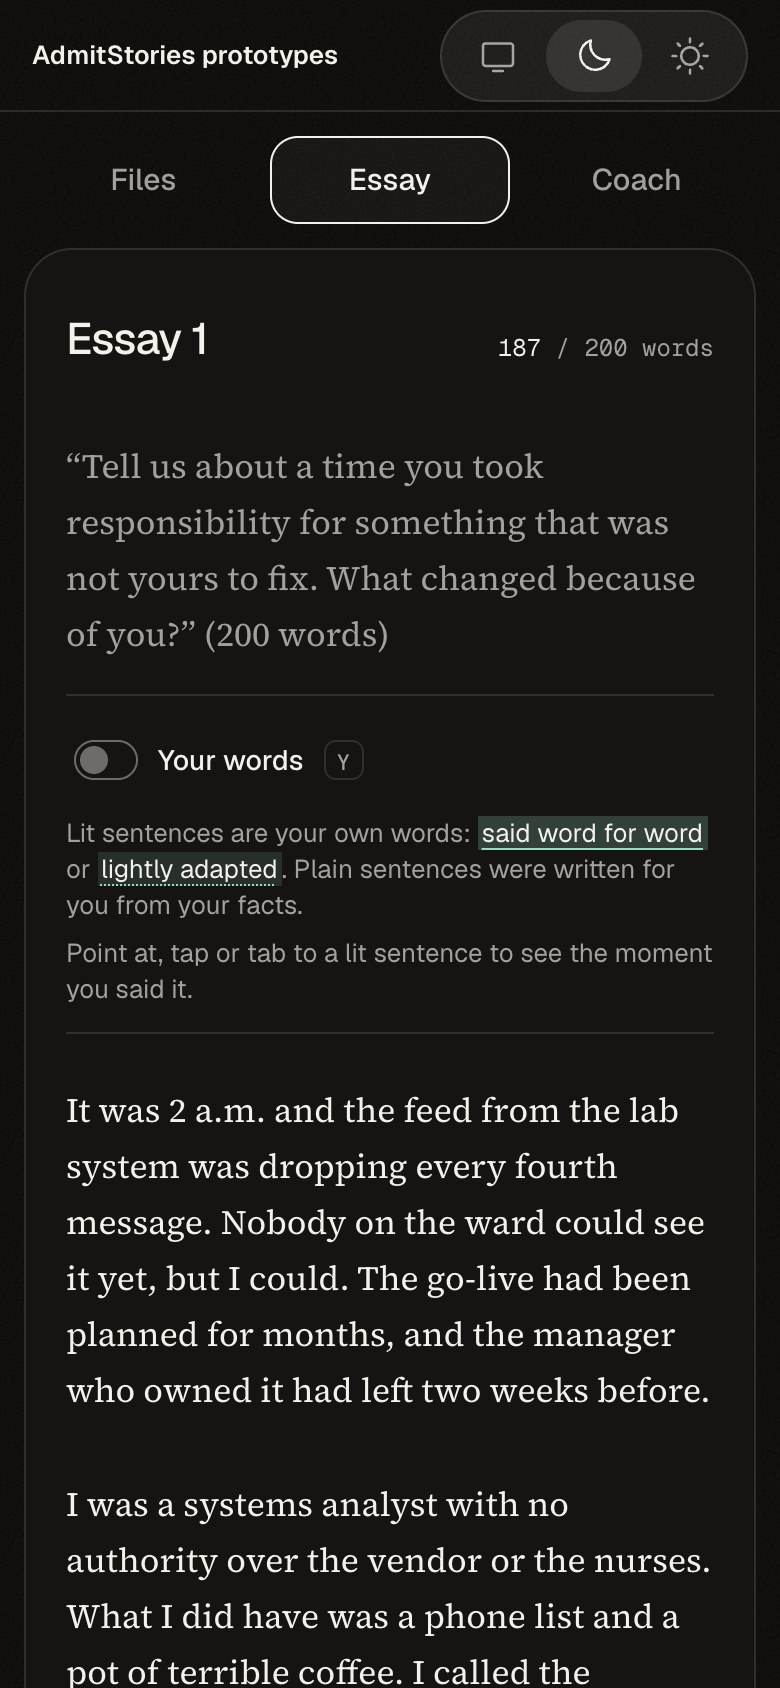 AdmitStories prototypes
Files
Essay
Coach
Essay 1
187 / 200 words
“Tell us about a time you took
responsibility for something that was
not yours to fix. What changed because
of you?” (200 words)
Your words Y
Lit sentences are your own words: said word for word
or lightly adapted. Plain sentences were written for
you from your facts.
Point at, tap or tab to a lit sentence to see the moment
you said it.
It was 2 a.m. and the feed from the lab
system was dropping every fourth
message. Nobody on the ward could see
it yet, but I could. The go-live had been
planned for months, and the manager
who owned it had left two weeks before.
I was a systems analyst with no
authority over the vendor or the nurses.
What I did have was a phone list and a
pot of terrible coffee. I called the